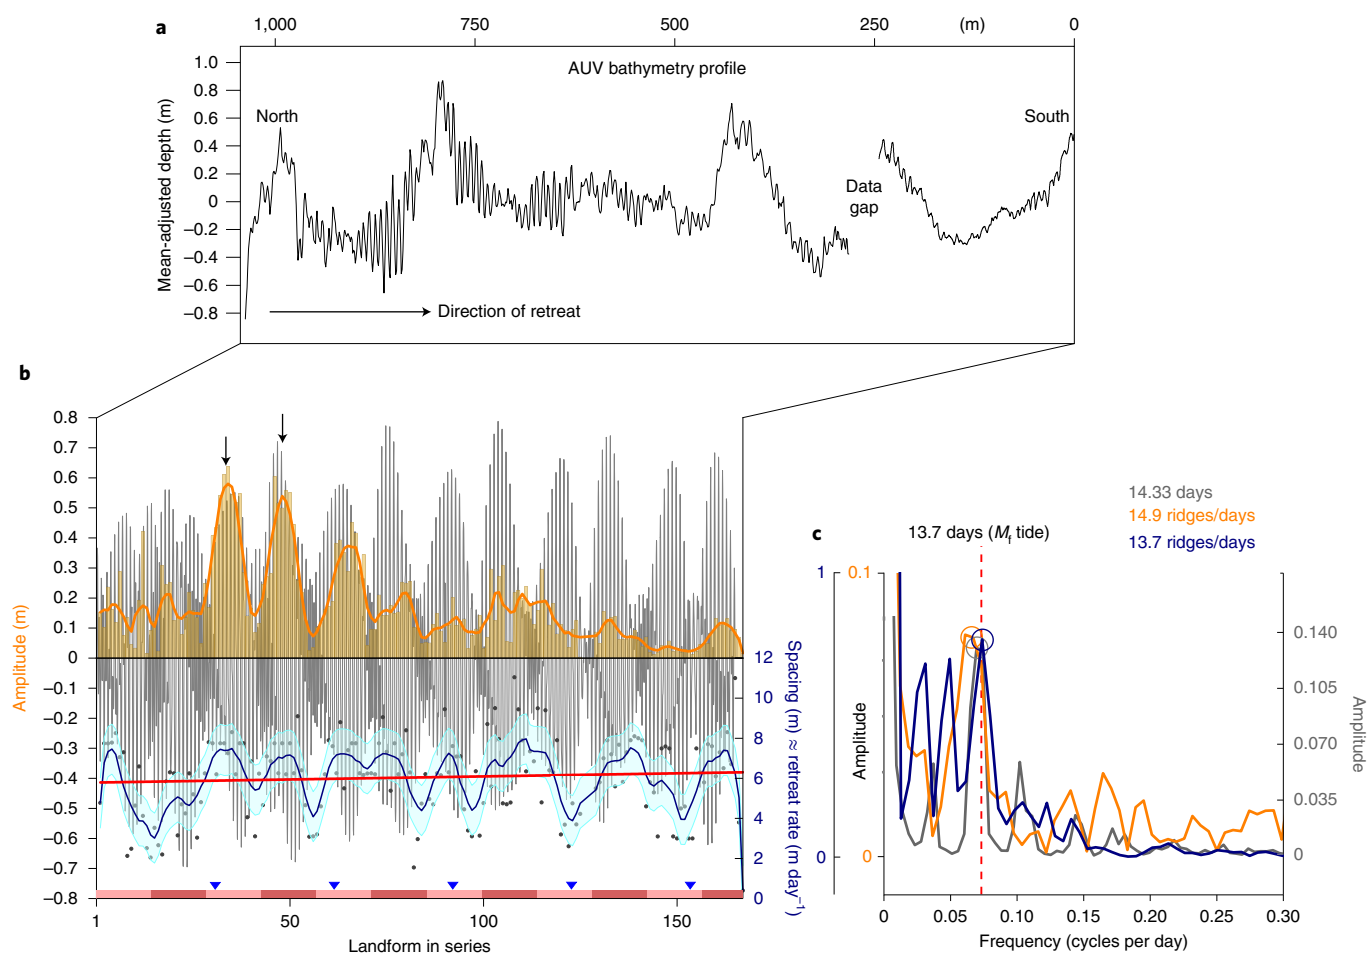 a
1,000 750 500 250 (m) 0
AUV bathymetry profile
Mean-adjusted depth (m)
1.0
0.8
0.6
0.4
0.2
0
–0.2
–0.4
–0.6
–0.8
North
South
Data
gap
Direction of retreat
b
Amplitude (m)
0.8
0.7
0.6
0.5
0.4
0.3
0.2
0.1
0
–0.1
–0.2
–0.3
–0.4
–0.5
–0.6
–0.7
–0.8
12
10
8
6
4
2
0
Spacing (m) ≈ retreat rate (m day–1)
1 50 100 150
Landform in series
14.33 days
14.9 ridges/days
13.7 ridges/days
c
13.7 days (Mf tide)
1
0
Amplitude
0.1
0
0.140
0.105
0.070
0.035
0
Amplitude
0 0.05 0.10 0.15 0.20 0.25 0.30
Frequency (cycles per day)